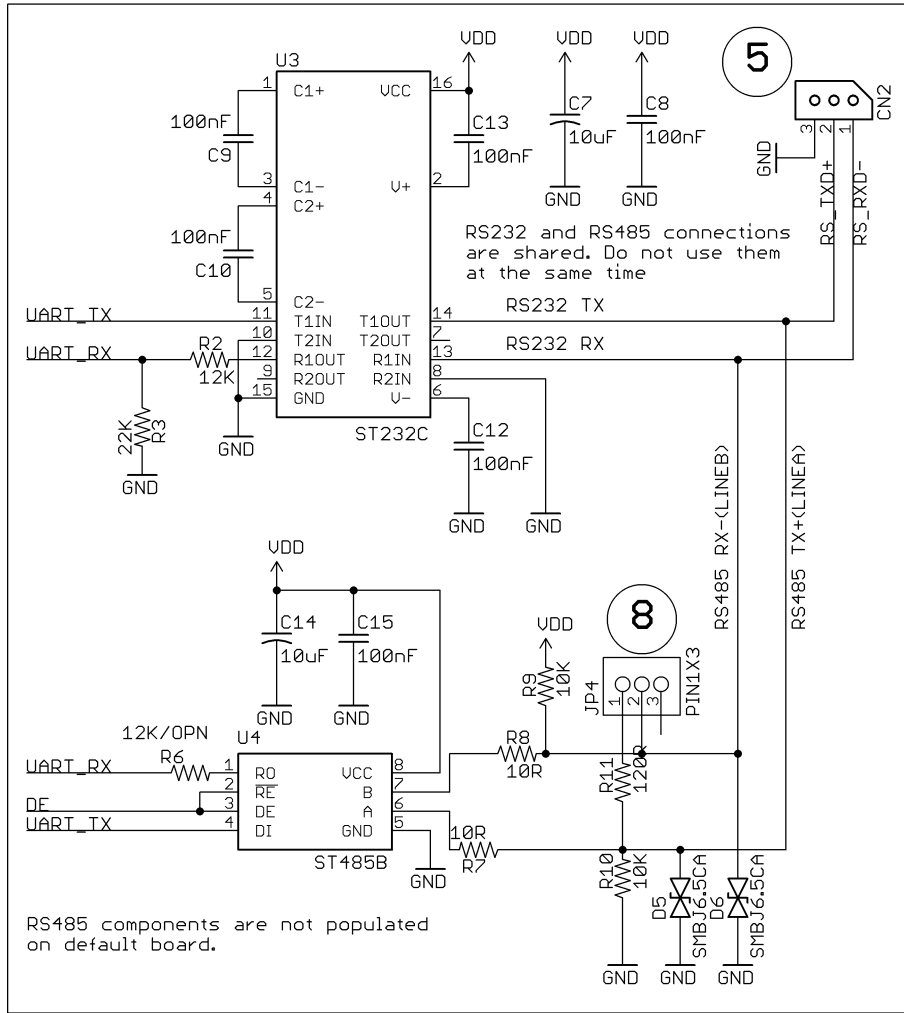 VDD
VDD
VDD
5
U3
1
C1+
VCC
16
100nF
C9
C13
100nF
C7
10uF
C8
100nF
CN2
3
2
1
GND
3
C1-
V+
2
4
C2+
GND
GND
RS_TXD+
RS_RXD-
100nF
C10
RS232 and RS485 connections
are shared. Do not use them
at the same time
5
C2-
UART_TX
11
T1IN
T1OUT
14
RS232 TX
10
T2IN
T2OUT
7
UART_RX
R2
12K
12
R1OUT
R1IN
13
RS232 RX
9
R2OUT
R2IN
8
15
GND
V-
6
ST232C
22K
R3
GND
GND
C12
100nF
GND
GND
RS485 RX-(LINEB)
RS485 TX+(LINEA)
VDD
C14
10uF
C15
100nF
GND
GND
VDD
R9
10K
8
JP4
1
2
3
PIN1X3
12K/OPN
R6
U4
R8
10R
R11
120R
UART_RX
1
RO
VCC
8
2
RE
B
7
DE
3
DE
A
6
UART_TX
4
DI
GND
5
ST485B
GND
10R
R7
R10
10K
D5
SMBJ6.5CA
D6
SMBJ6.5CA
GND
GND
GND
RS485 components are not populated
on default board.